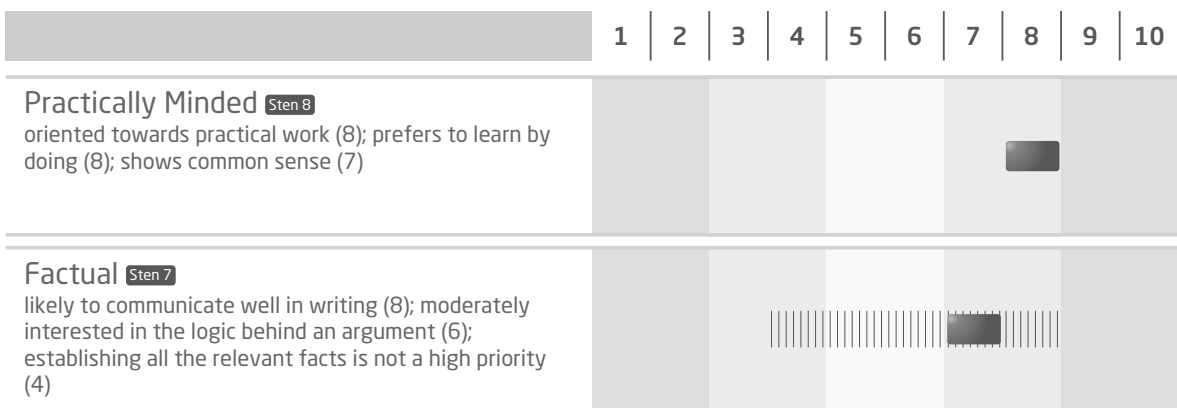 1 2 3 4 5 6 7 8 9 10
Practically Minded Sten 8
oriented towards practical work (8); prefers to learn by
doing (8); shows common sense (7)
Factual Sten 7
likely to communicate well in writing (8); moderately
interested in the logic behind an argument (6);
establishing all the relevant facts is not a high priority
(4)